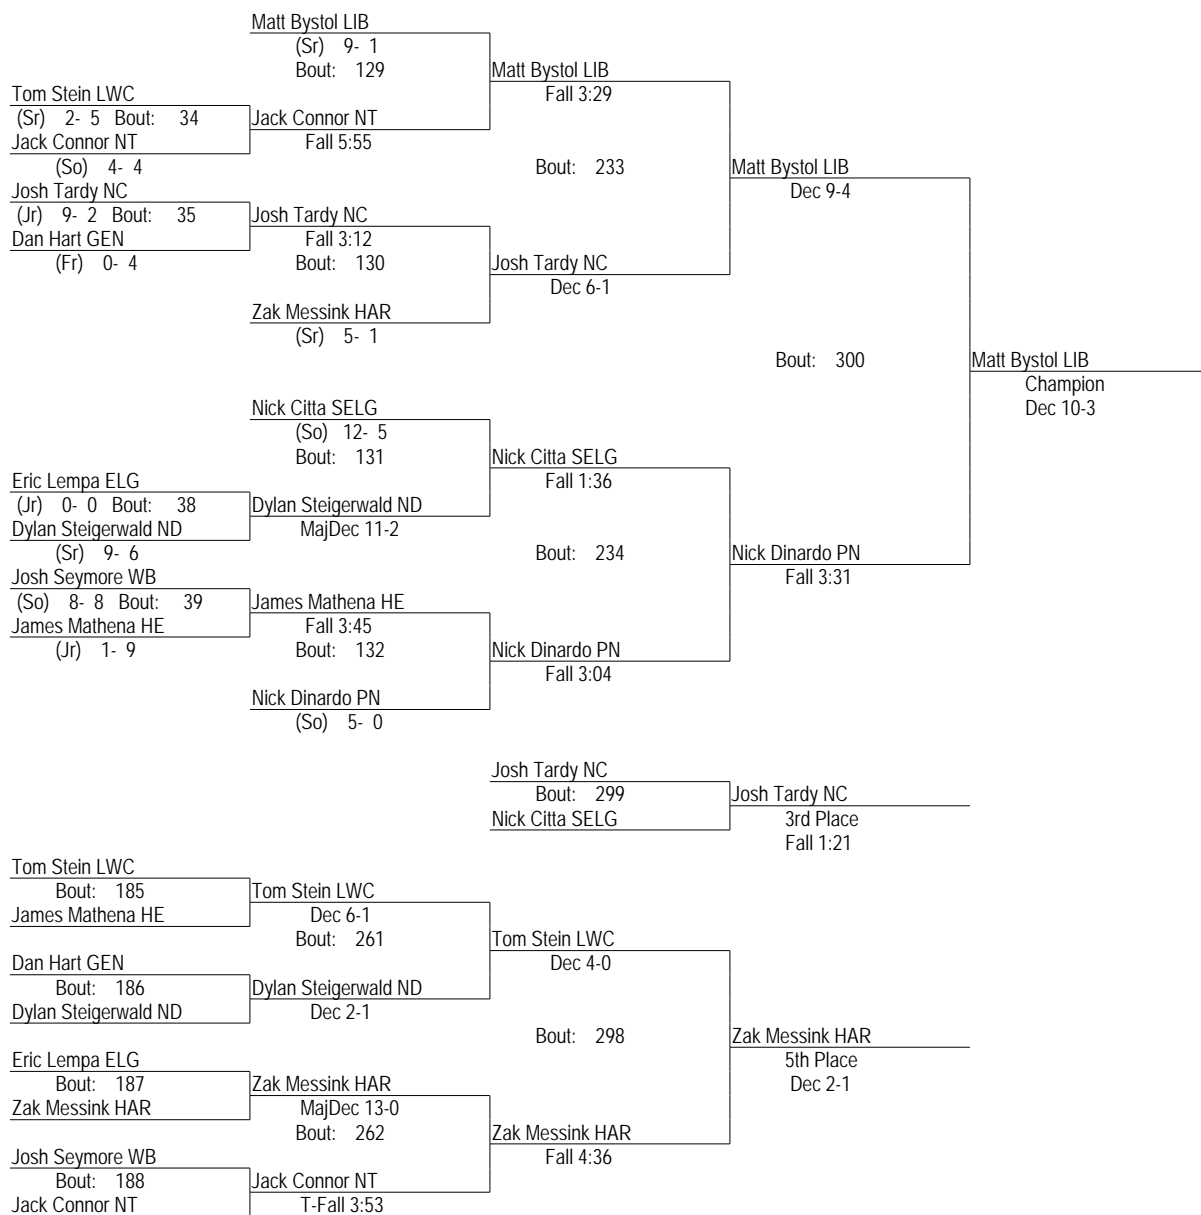 Matt Bystol LIB
(Sr) 9- 1
Bout: 129
Matt Bystol LIB
Fall 3:29
Tom Stein LWC
(Sr) 2- 5 Bout: 34
Jack Connor NT
Fall 5:55
Jack Connor NT
(So) 4- 4
Bout: 233
Matt Bystol LIB
Dec 9-4
Josh Tardy NC
(Jr) 9- 2 Bout: 35
Josh Tardy NC
Fall 3:12
Dan Hart GEN
(Fr) 0- 4
Bout: 130
Josh Tardy NC
Dec 6-1
Zak Messink HAR
(Sr) 5- 1
Bout: 300
Matt Bystol LIB
Champion
Dec 10-3
Nick Citta SELG
(So) 12- 5
Bout: 131
Nick Citta SELG
Fall 1:36
Eric Lempa ELG
(Jr) 0- 0 Bout: 38
Dylan Steigerwald ND
MajDec 11-2
Dylan Steigerwald ND
(Sr) 9- 6
Bout: 234
Nick Dinardo PN
Fall 3:31
Josh Seymore WB
(So) 8- 8 Bout: 39
James Mathena HE
Fall 3:45
James Mathena HE
(Jr) 1- 9
Bout: 132
Nick Dinardo PN
Fall 3:04
Nick Dinardo PN
(So) 5- 0
Josh Tardy NC
Bout: 299
Nick Citta SELG
Josh Tardy NC
3rd Place
Fall 1:21
Tom Stein LWC
Bout: 185
James Mathena HE
Tom Stein LWC
Dec 6-1
Bout: 261
Tom Stein LWC
Dec 4-0
Dan Hart GEN
Bout: 186
Dylan Steigerwald ND
Dylan Steigerwald ND
Dec 2-1
Bout: 298
Zak Messink HAR
5th Place
Dec 2-1
Eric Lempa ELG
Bout: 187
Zak Messink HAR
Zak Messink HAR
MajDec 13-0
Bout: 262
Zak Messink HAR
Fall 4:36
Josh Seymore WB
Bout: 188
Jack Connor NT
Jack Connor NT
T-Fall 3:53